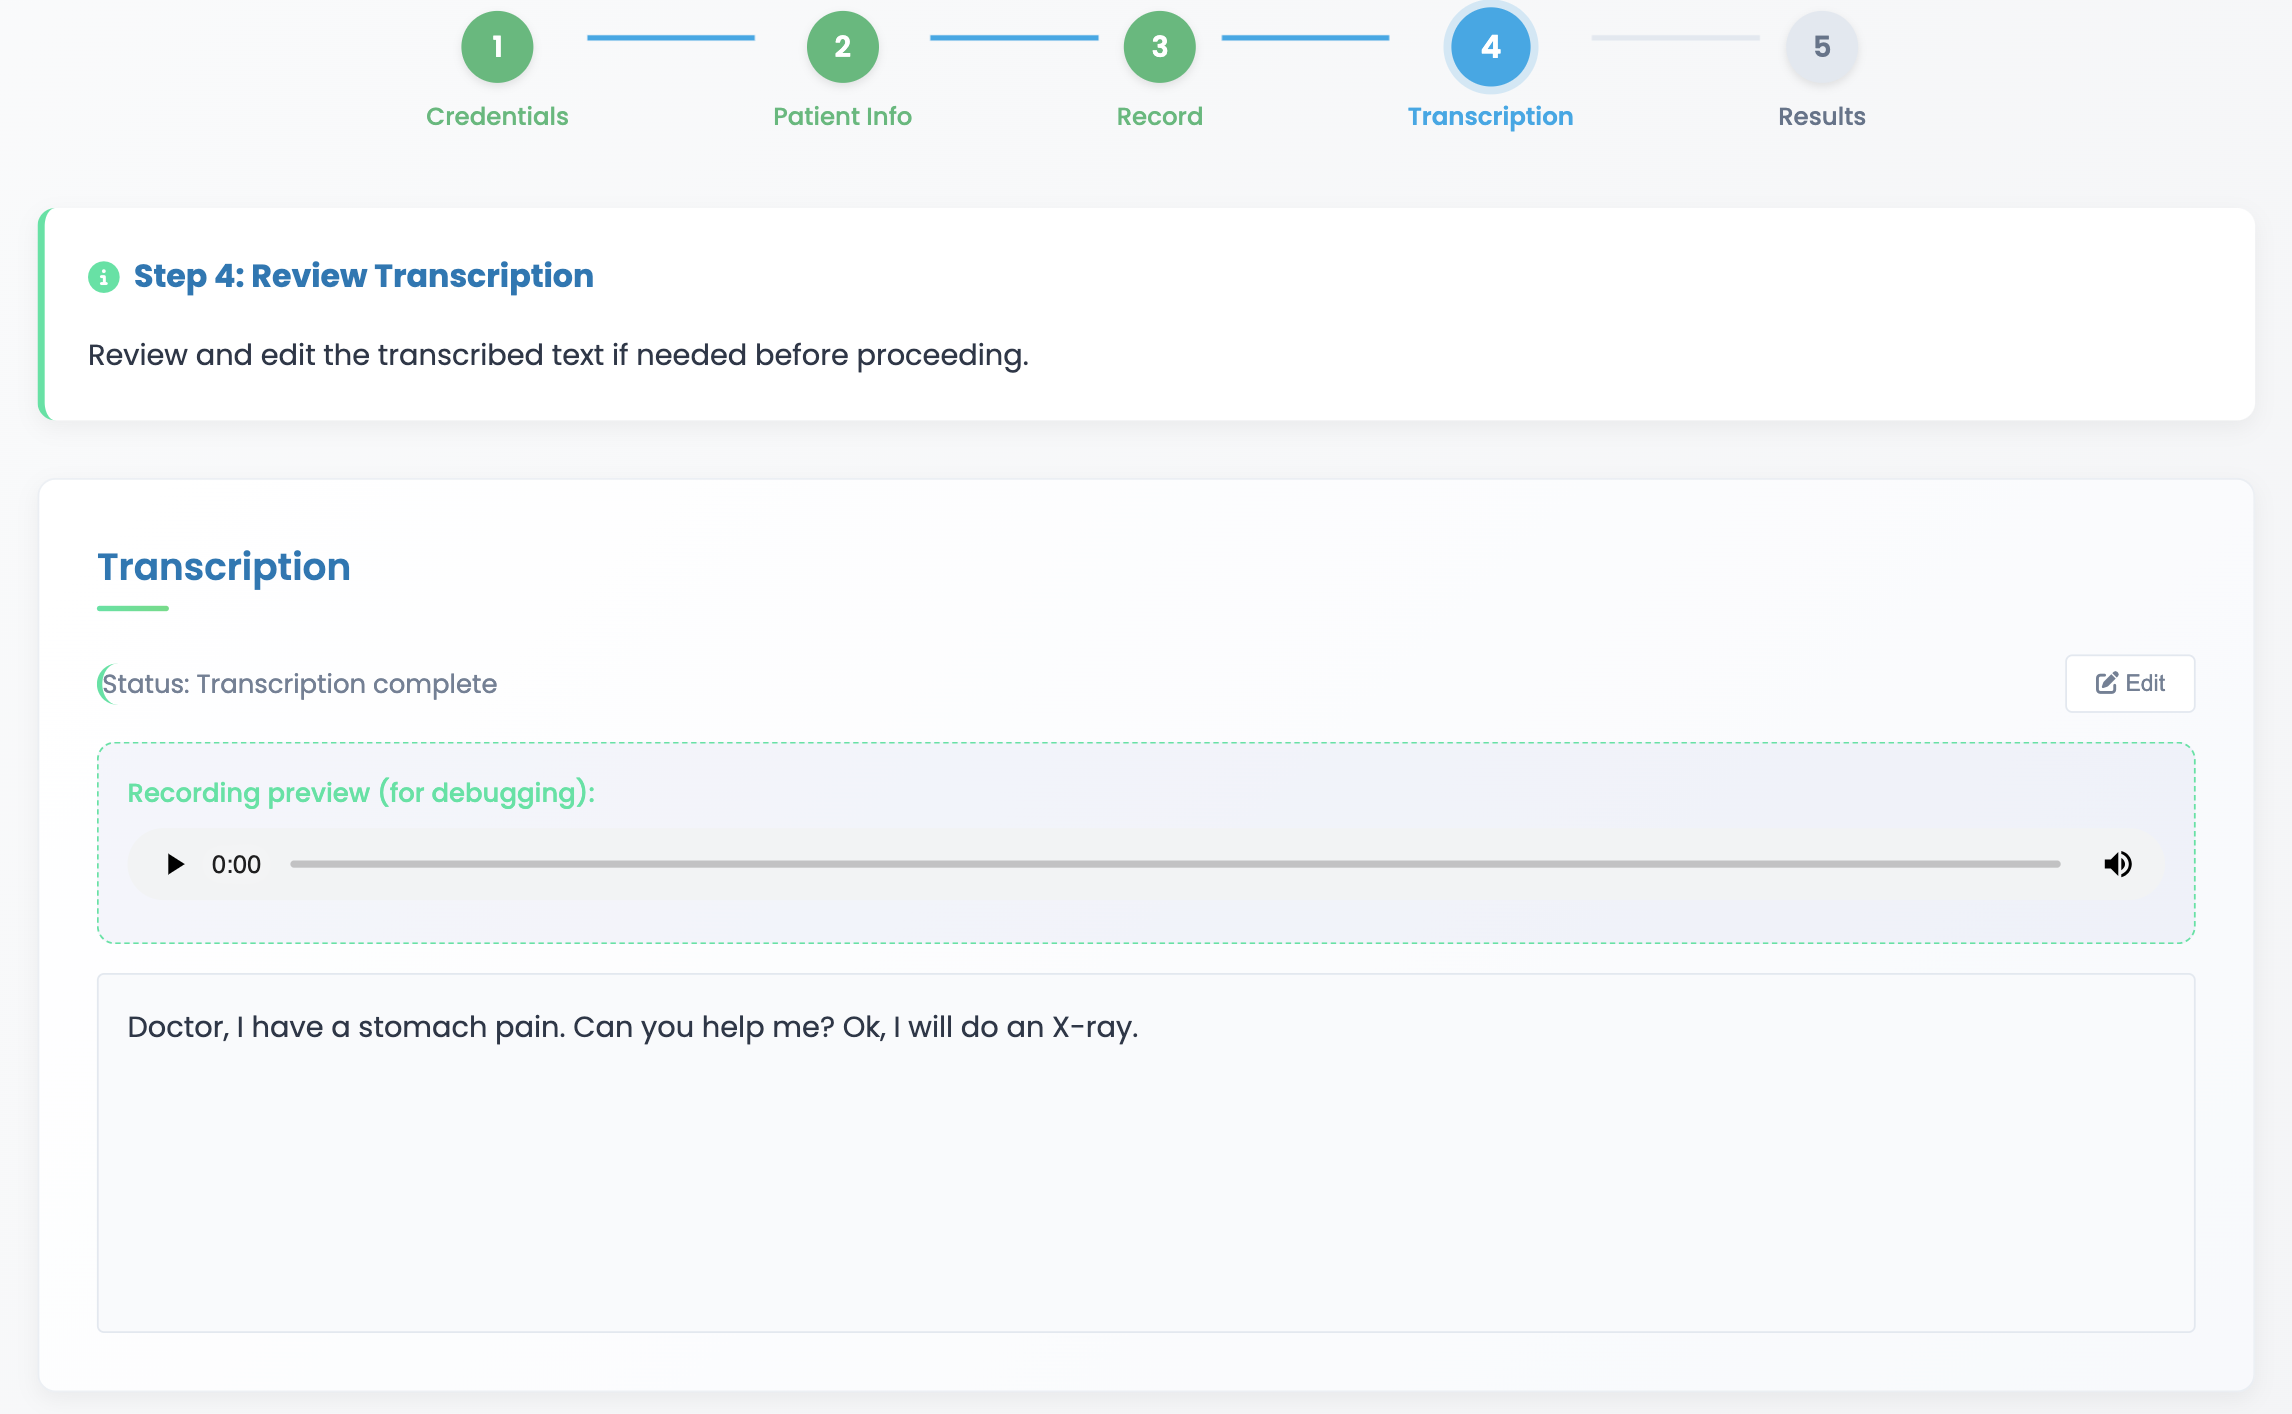 1
2
3
4
5
Credentials
Patient Info
Record
Transcription
Results
Step 4: Review Transcription
Review and edit the transcribed text if needed before proceeding.
Transcription
Status: Transcription complete
Edit
Recording preview (for debugging):
0:00
Doctor, I have a stomach pain. Can you help me? Ok, I will do an X-ray.